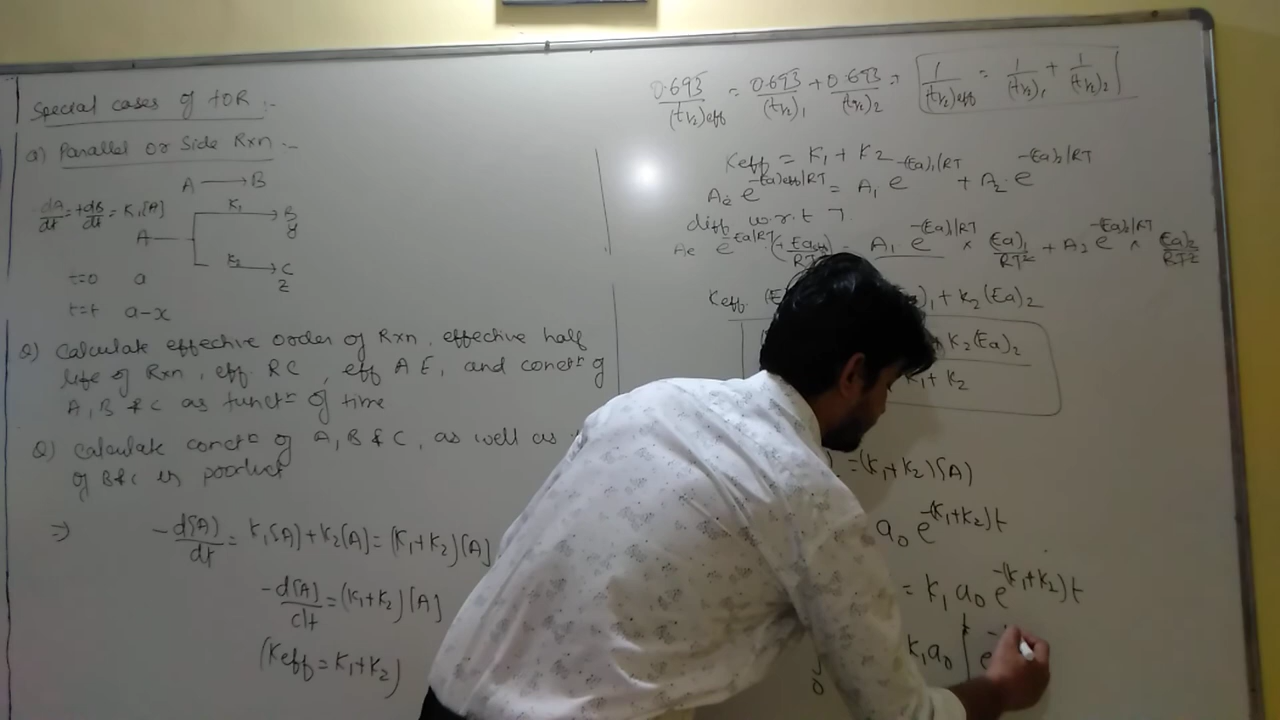 Special cases of fOR :-
a) Parallel or Side Rxn :-
A → B
dA/dt = +dB/dt = K1[A]
A
K1 → B
y
K2 → C
z
t=0 a
t=t a-x
Q) Calculate effective order of Rxn, effective half
life of Rxn, eff RC, eff AE, and concn of
A, B & C as functn of time
Q) Calculate concn of A, B & C, as well as
of B&C in product
⇒ -d[A]/dt = K1[A] + K2[A] = (K1+K2)[A]
-d[A]/dt = (K1+K2)[A]
(Keff = K1+K2)
0.693/(t1/2)eff = 0.693/(t1/2)1 + 0.693/(t1/2)2 ⇒ 1/(t1/2)eff = 1/(t1/2)1 + 1/(t1/2)2
Keff = K1 + K2
Ae e^-(Ea)eff/RT = A1 e^-(Ea)1/RT + A2 e^-(Ea)2/RT
diff w.r.t T
Ae e^-Ea/RT = A1 e^-(Ea)1/RT × (Ea)1/RT2 + A2 e^-(Ea)2/RT × (Ea)2/RT2
Keff (E )1 + K2(Ea)2
K2(Ea)2
K1 + K2
= (K1+K2)[A]
a0 e^-(K1+K2)t
= K1 a0 e^-(K1+K2)t
0 K1 a0 ∫t e^-